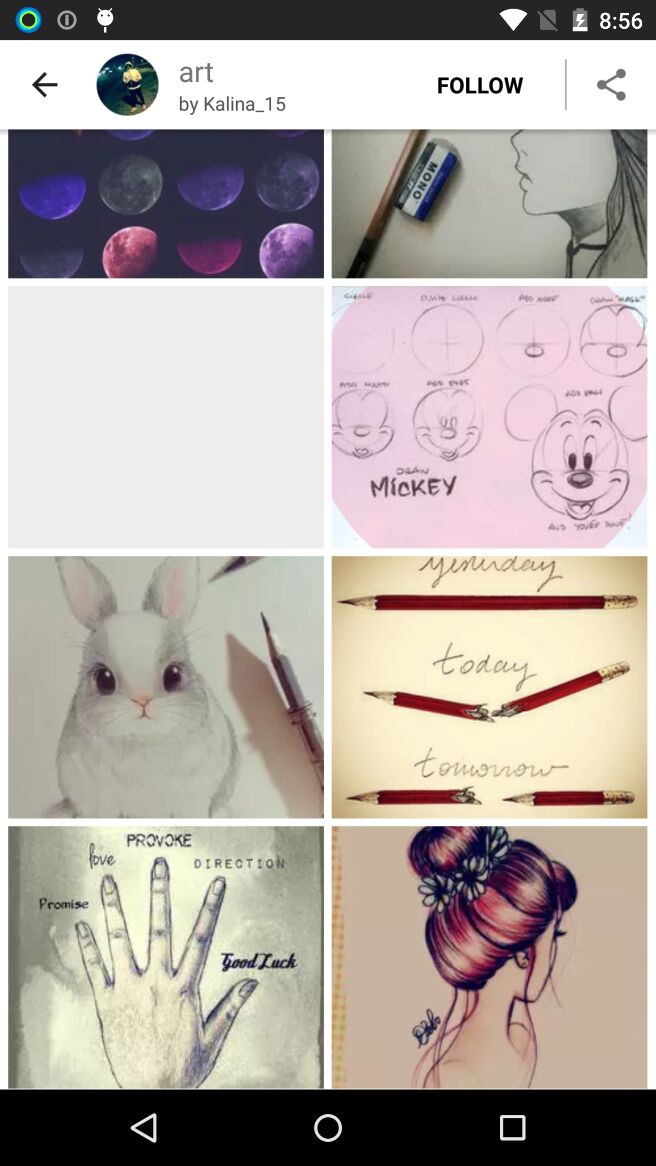 8:56
art
by Kalina_15
FOLLOW
MONO
CIRCLE
DIVIDE CIRCLE
ADD NOSE
DRAW "MASK"
ADD MOUTH
ADD EYES
ADD EARS
DRAW
MICKEY
AND YOU'RE DONE!
yesterday
today
tomorrow
PROVOKE
love
DIRECTION
Promise
Good Luck